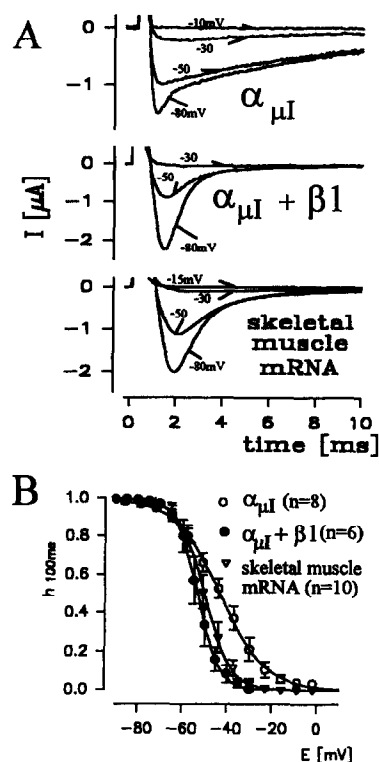 A
0
-1
-10mV
-30
-50
-80mV
αμI
I [μA]
0
-1
-2
-30
-50
-80mV
αμI + β1
0
-1
-2
-15mV
-30
-50
-80mV
skeletal
muscle
mRNA
0 2 4 6 8 10
time [ms]
B
h 100ms
1.0
0.8
0.6
0.4
0.2
0.0
αμI (n=8)
αμI + β1(n=6)
skeletal muscle
mRNA (n=10)
-80 -60 -40 -20 0
E [mV]